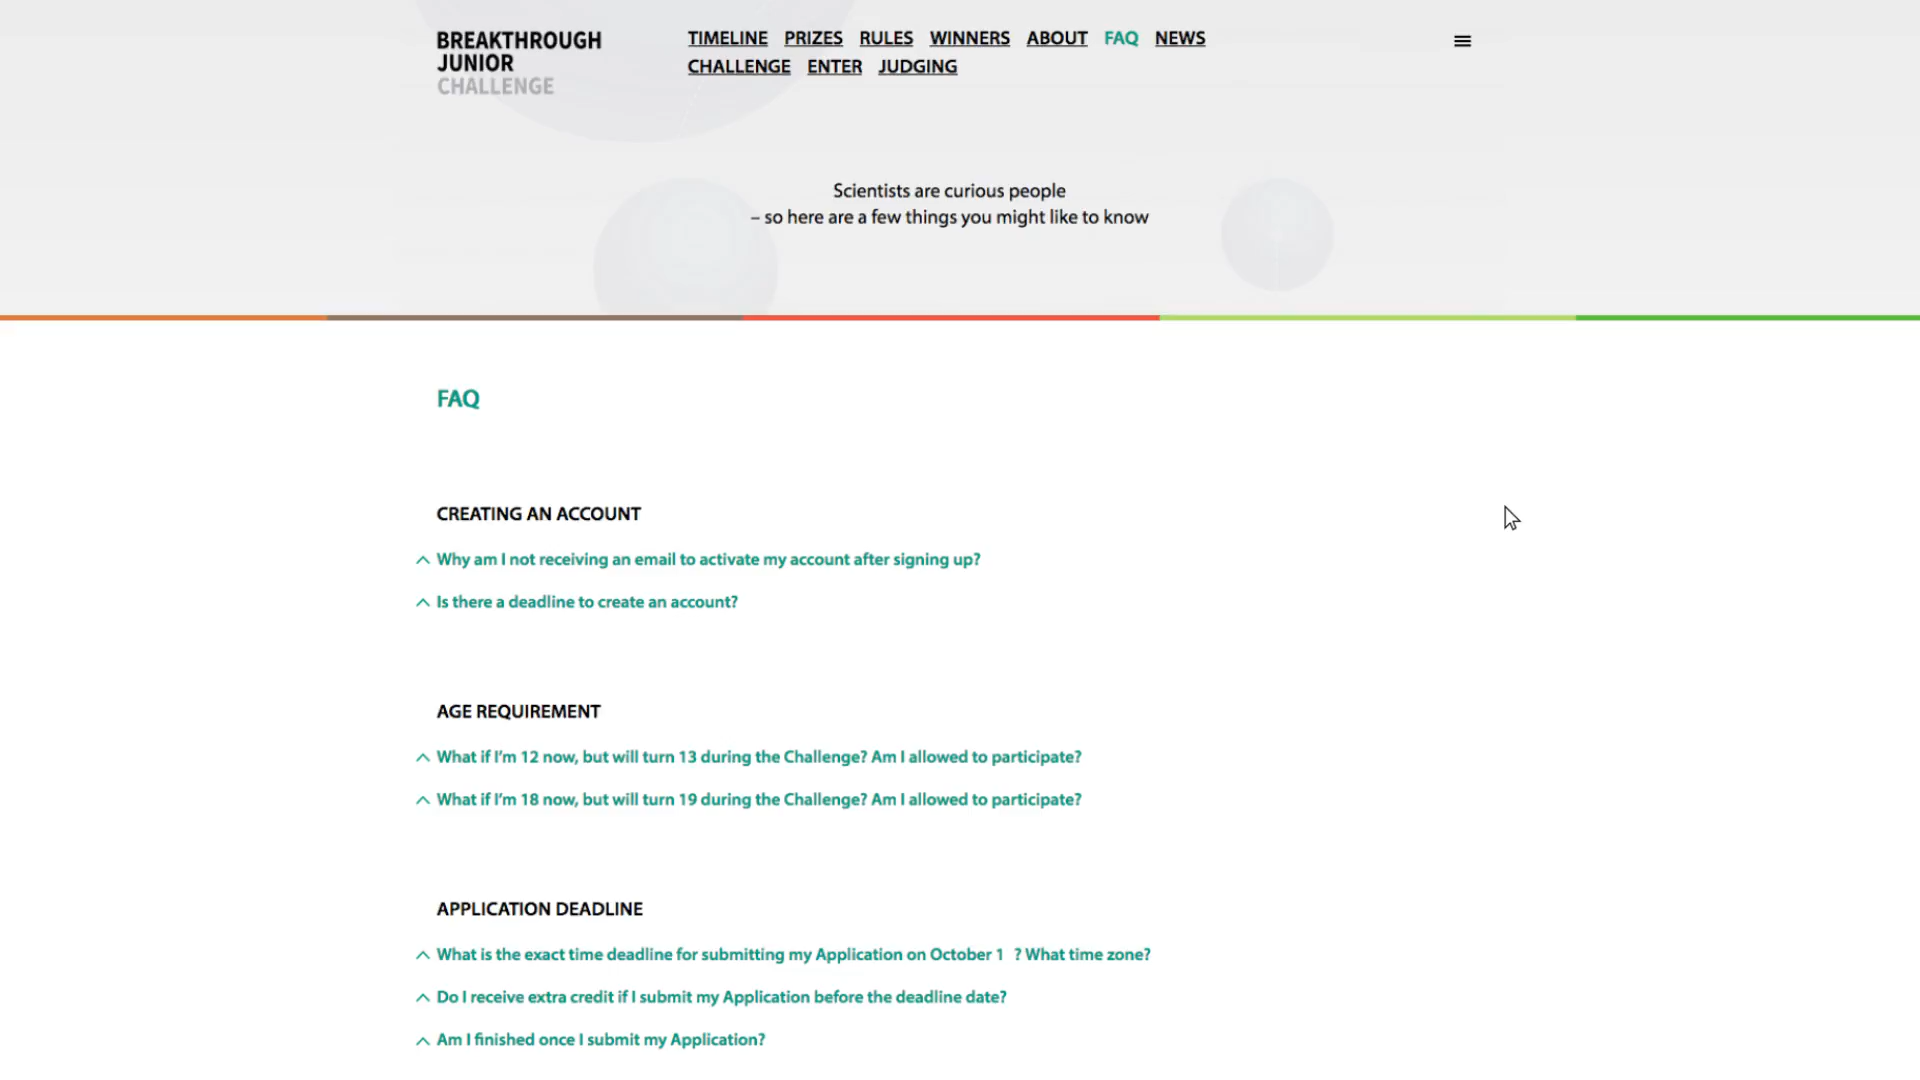 BREAKTHROUGH
JUNIOR
CHALLENGE
TIMELINE PRIZES RULES WINNERS ABOUT FAQ NEWS
CHALLENGE ENTER JUDGING
Scientists are curious people
– so here are a few things you might like to know
FAQ
CREATING AN ACCOUNT
Why am I not receiving an email to activate my account after signing up?
Is there a deadline to create an account?
AGE REQUIREMENT
What if I’m 12 now, but will turn 13 during the Challenge? Am I allowed to participate?
What if I’m 18 now, but will turn 19 during the Challenge? Am I allowed to participate?
APPLICATION DEADLINE
What is the exact time deadline for submitting my Application on October 1 ? What time zone?
Do I receive extra credit if I submit my Application before the deadline date?
Am I finished once I submit my Application?